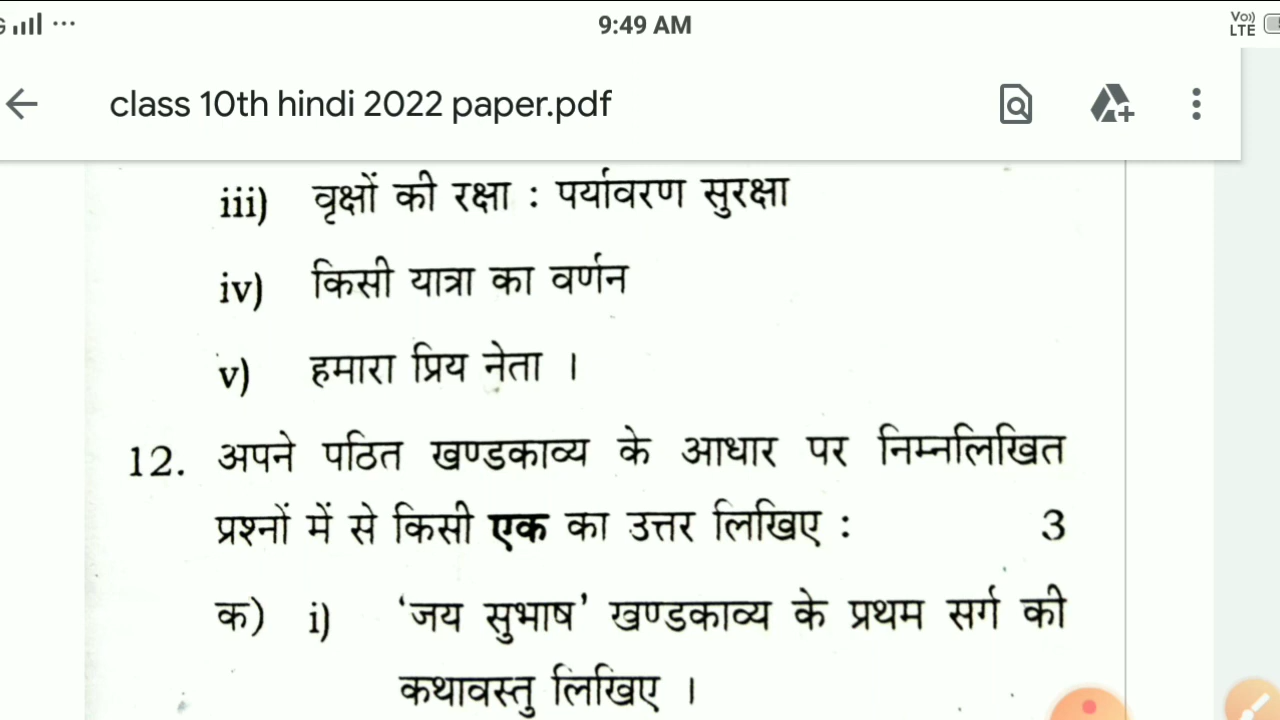 9:49 AM
Vo))
LTE
class 10th hindi 2022 paper.pdf
iii) वृक्षों की रक्षा : पर्यावरण सुरक्षा
iv) किसी यात्रा का वर्णन
v) हमारा प्रिय नेता ।
12. अपने पठित खण्डकाव्य के आधार पर निम्नलिखित
प्रश्नों में से किसी एक का उत्तर लिखिए : 3
क) i) 'जय सुभाष' खण्डकाव्य के प्रथम सर्ग की
कथावस्तु लिखिए ।